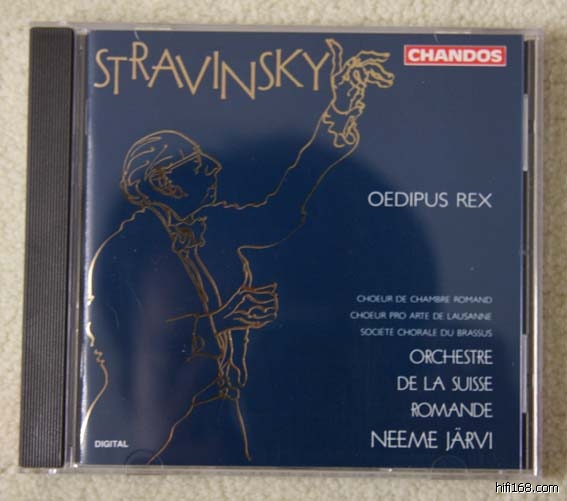 STRAVINSKY
CHANDOS
OEDIPUS REX
CHOEUR DE CHAMBRE ROMAND
CHOEUR PRO ARTE DE LAUSANNE
SOCIETE CHORALE DU BRASSUS
ORCHESTRE
DE LA SUISSE
ROMANDE
NEEME JÄRVI
DIGITAL
hifi168.com